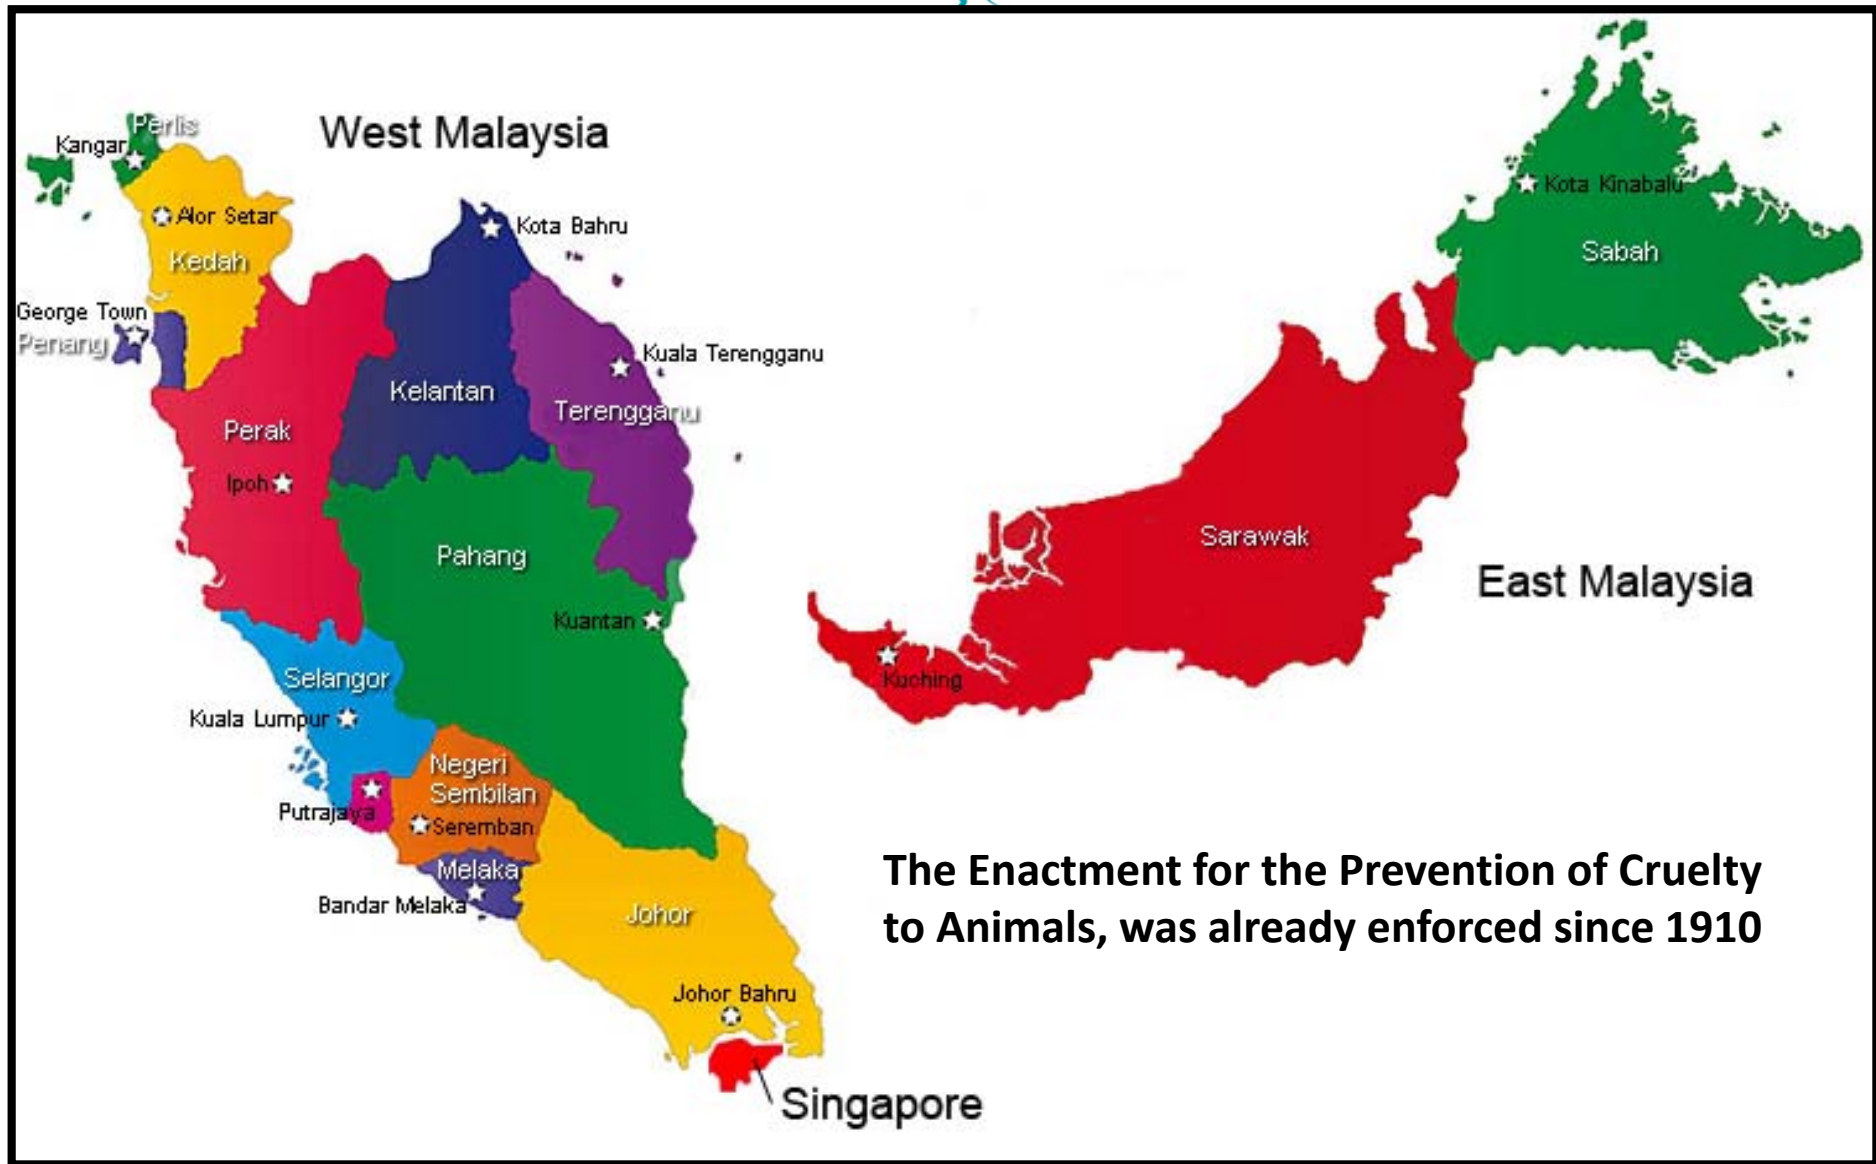 West Malaysia
Perlis
Kangar
Alor Setar
Kedah
Kota Bahru
George Town
Penang
Kuala Terengganu
Kelantan
Terengganu
Perak
Ipoh
Pahang
Kuantan
Selangor
Kuala Lumpur
Negeri
Sembilan
Putrajaya
Seremban
Melaka
Bandar Melaka
Johor
Johor Bahru
Singapore
Kota Kinabalu
Sabah
Sarawak
East Malaysia
Kuching
The Enactment for the Prevention of Cruelty
to Animals, was already enforced since 1910